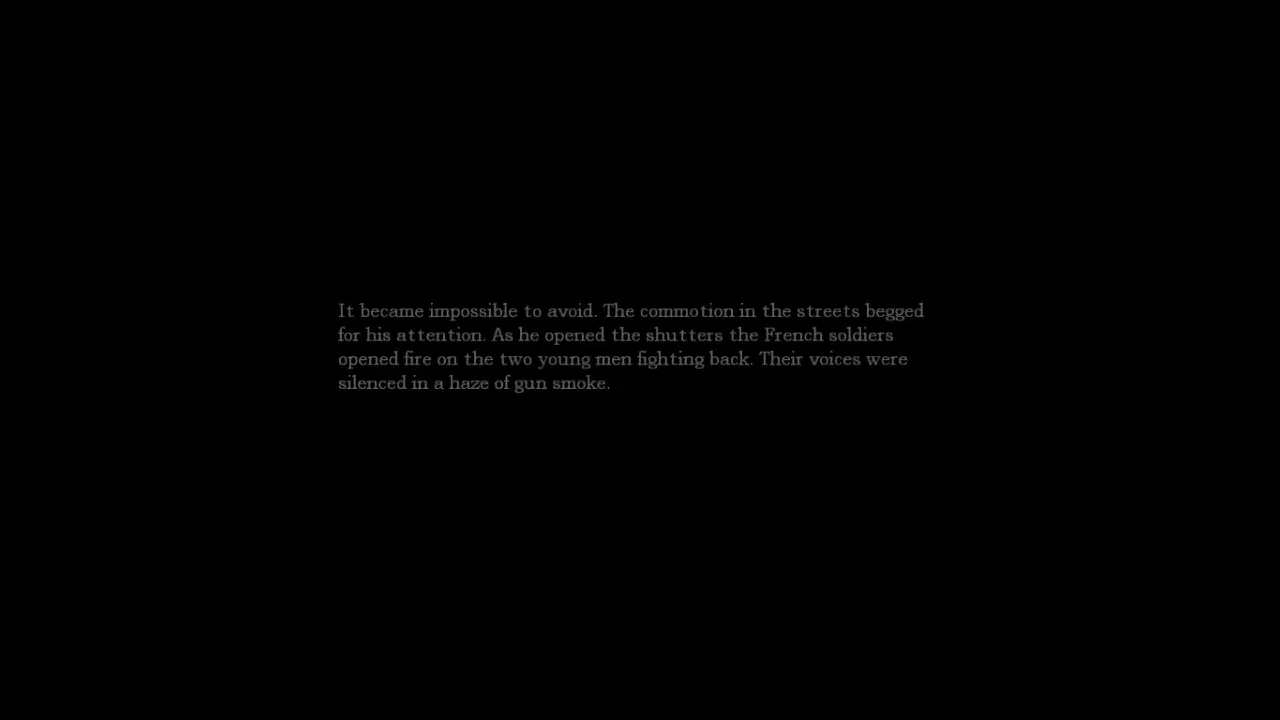 It became impossible to avoid. The commotion in the streets begged
for his attention. As he opened the shutters the French soldiers
opened fire on the two young men fighting back. Their voices were
silenced in a haze of gun smoke.